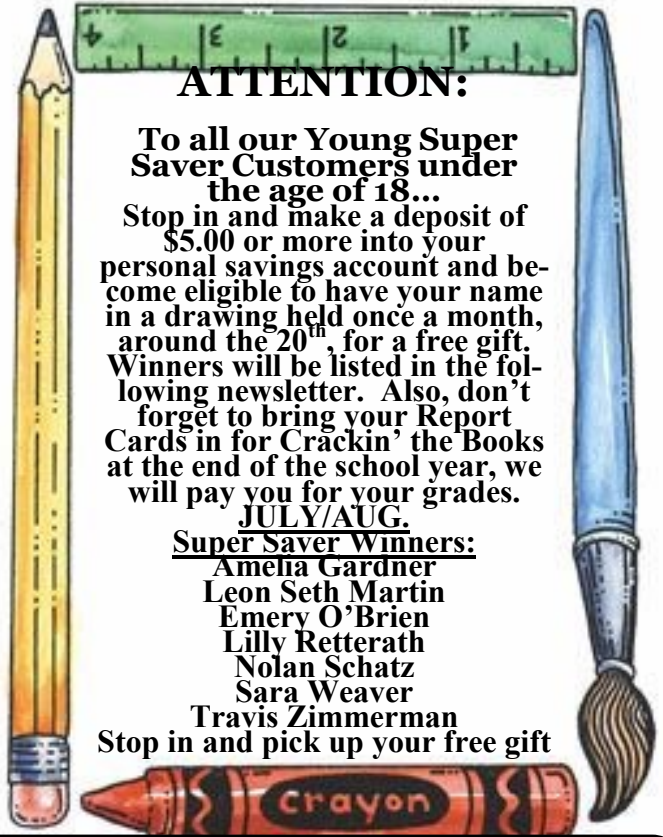 4 3 2 1
ATTENTION:
To all our Young Super
Saver Customers under
the age of 18...
Stop in and make a deposit of
$5.00 or more into your
personal savings account and be-
come eligible to have your name
in a drawing held once a month,
around the 20th, for a free gift.
Winners will be listed in the fol-
lowing newsletter.  Also, don't
forget to bring your Report
Cards in for Crackin' the Books
at the end of the school year, we
will pay you for your grades.
JULY/AUG.
Super Saver Winners:
Amelia Gardner
Leon Seth Martin
Emery O'Brien
Lilly Retterath
Nolan Schatz
Sara Weaver
Travis Zimmerman
Stop in and pick up your free gift
crayon